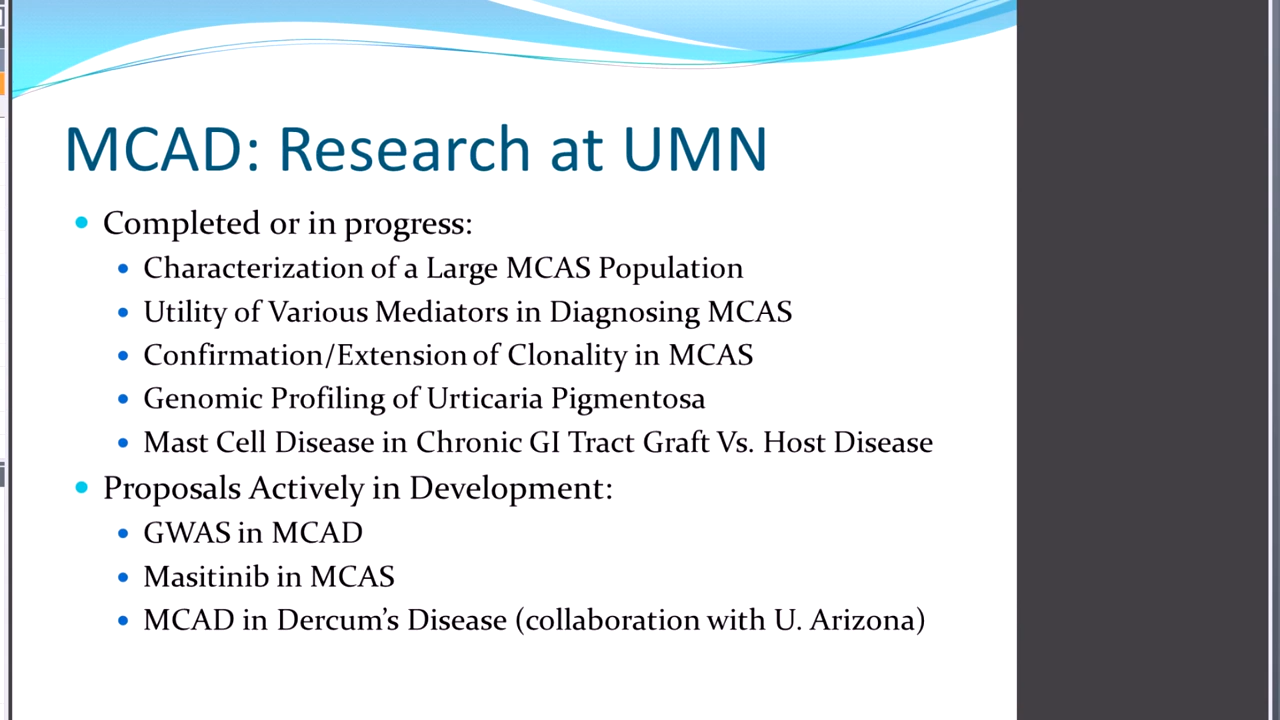 MCAD: Research at UMN
Completed or in progress:
Characterization of a Large MCAS Population
Utility of Various Mediators in Diagnosing MCAS
Confirmation/Extension of Clonality in MCAS
Genomic Profiling of Urticaria Pigmentosa
Mast Cell Disease in Chronic GI Tract Graft Vs. Host Disease
Proposals Actively in Development:
GWAS in MCAD
Masitinib in MCAS
MCAD in Dercum’s Disease (collaboration with U. Arizona)